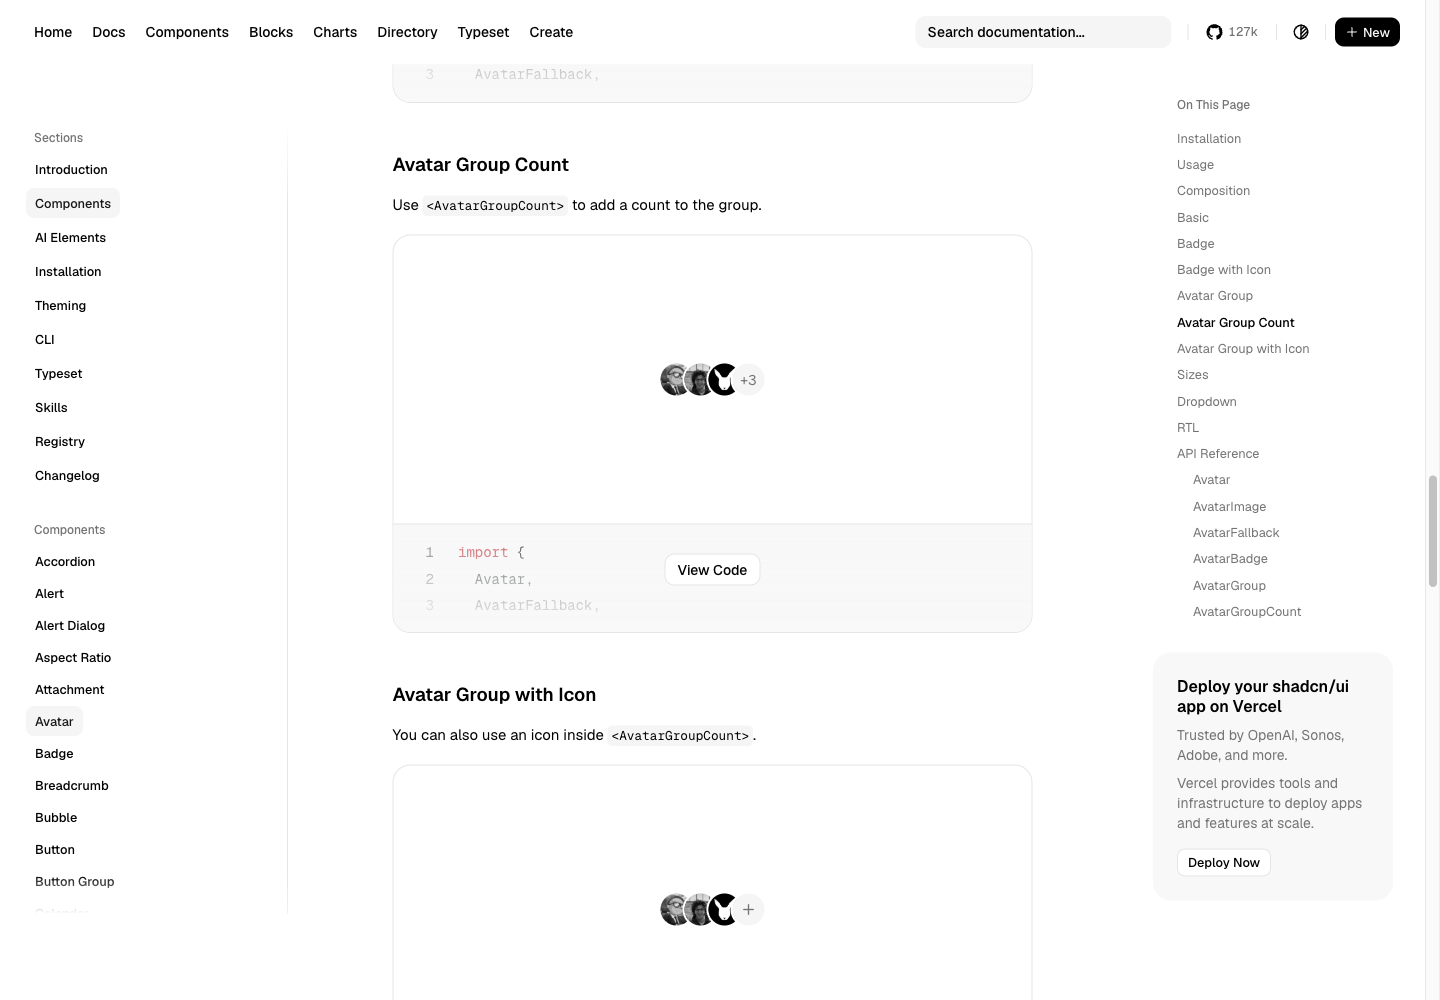 Home Docs Components Blocks Charts Directory Typeset Create
Search documentation...
127k
New
3 AvatarFallback,
Sections
Introduction
Components
AI Elements
Installation
Theming
CLI
Typeset
Skills
Registry
Changelog
Components
Accordion
Alert
Alert Dialog
Aspect Ratio
Attachment
Avatar
Badge
Breadcrumb
Bubble
Button
Button Group
Calendar
Avatar Group Count
Use <AvatarGroupCount> to add a count to the group.
+3
1 import {
2 Avatar,
3 AvatarFallback,
View Code
Avatar Group with Icon
You can also use an icon inside <AvatarGroupCount>.
On This Page
Installation
Usage
Composition
Basic
Badge
Badge with Icon
Avatar Group
Avatar Group Count
Avatar Group with Icon
Sizes
Dropdown
RTL
API Reference
Avatar
AvatarImage
AvatarFallback
AvatarBadge
AvatarGroup
AvatarGroupCount
Deploy your shadcn/ui
app on Vercel
Trusted by OpenAI, Sonos,
Adobe, and more.
Vercel provides tools and
infrastructure to deploy apps
and features at scale.
Deploy Now